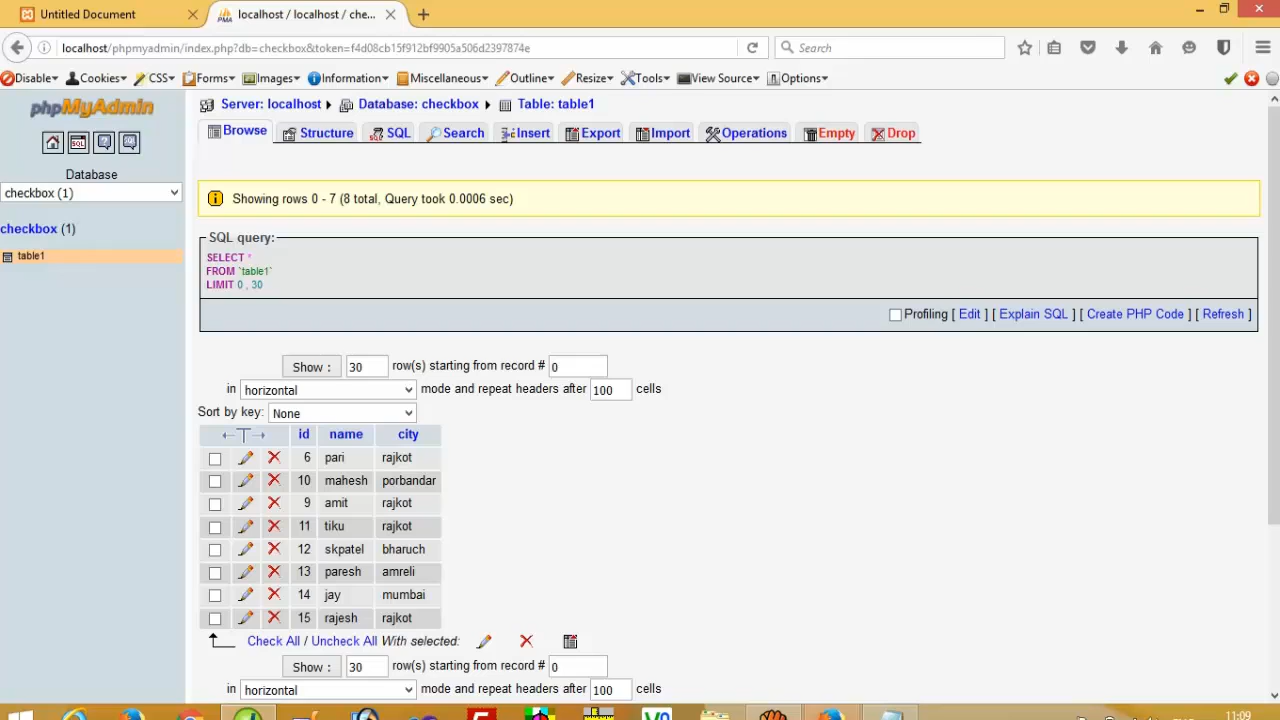 Untitled Document
localhost / localhost / che...
localhost/phpmyadmin/index.php?db=checkbox&token=f4d08cb15f912bf9905a506d2397874e
Search
Disable Cookies CSS Forms Images Information Miscellaneous Outline Resize Tools View Source Options
phpMyAdmin
Server: localhost Database: checkbox Table: table1
Browse Structure SQL Search Insert Export Import Operations Empty Drop
SQL
Database
checkbox (1)
checkbox (1)
table1
Showing rows 0 - 7 (8 total, Query took 0.0006 sec)
SQL query:
SELECT *
FROM `table1`
LIMIT 0 , 30
Profiling [ Edit ] [ Explain SQL ] [ Create PHP Code ] [ Refresh ]
Show : 30 row(s) starting from record # 0
in horizontal mode and repeat headers after 100 cells
Sort by key: None
id name city
6 pari rajkot
10 mahesh porbandar
9 amit rajkot
11 tiku rajkot
12 skpatel bharuch
13 paresh amreli
14 jay mumbai
15 rajesh rajkot
Check All / Uncheck All With selected:
Show : 30 row(s) starting from record # 0
in horizontal mode and repeat headers after 100 cells
11:09